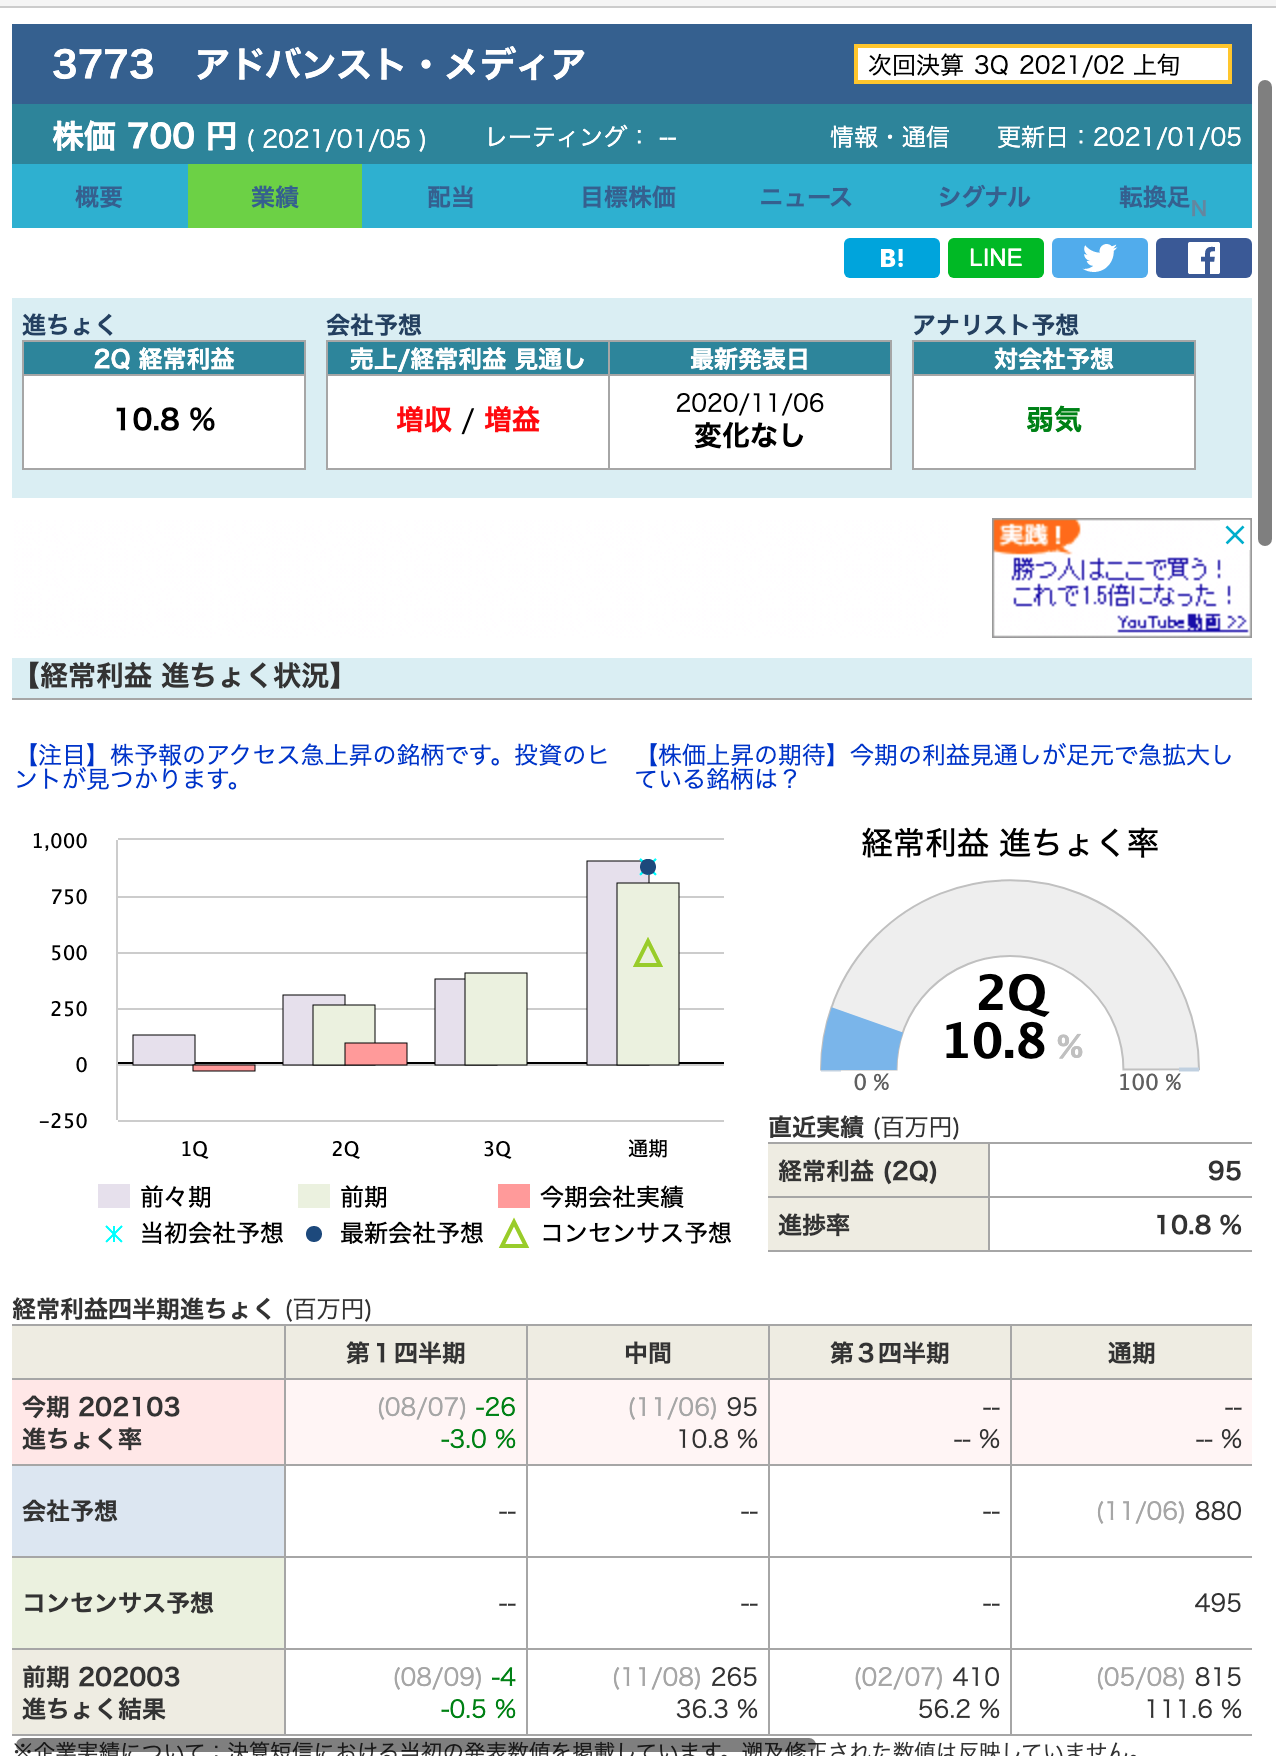 3773 アドバンスト・メディア
次回決算 3Q 2021/02 上旬
株価 700 円 ( 2021/01/05 ) レーティング： -- 情報・通信 更新日：2021/01/05
概要 業績 配当 目標株価 ニュース シグナル 転換足N
B! LINE
進ちょく 会社予想 アナリスト予想
2Q 経常利益 売上/経常利益 見通し 最新発表日 対会社予想
10.8 % 増収 / 増益 2020/11/06 弱気
変化なし
実践！
勝つ人はここで買う！
これで1.5倍になった！
YouTube動画 >>
【経常利益 進ちょく状況】
【注目】株予報のアクセス急上昇の銘柄です。投資のヒ
ントが見つかります。
【株価上昇の期待】今期の利益見通しが足元で急拡大し
ている銘柄は？
1,000
750
500
250
0
-250
1Q 2Q 3Q 通期
前々期 前期 今期会社実績
当初会社予想 最新会社予想 コンセンサス予想
経常利益 進ちょく率
2Q
10.8 %
0 % 100 %
直近実績 (百万円)
経常利益 (2Q) 95
進捗率 10.8 %
経常利益四半期進ちょく (百万円)
第１四半期 中間 第３四半期 通期
今期 202103 (08/07) -26 (11/06) 95 -- --
進ちょく率 -3.0 % 10.8 % -- % -- %
会社予想 -- -- -- (11/06) 880
コンセンサス予想 -- -- -- 495
前期 202003 (08/09) -4 (11/08) 265 (02/07) 410 (05/08) 815
進ちょく結果 -0.5 % 36.3 % 56.2 % 111.6 %
※企業実績について：決算短信における当初の発表数値を掲載しています。遡及修正された数値は反映していません。